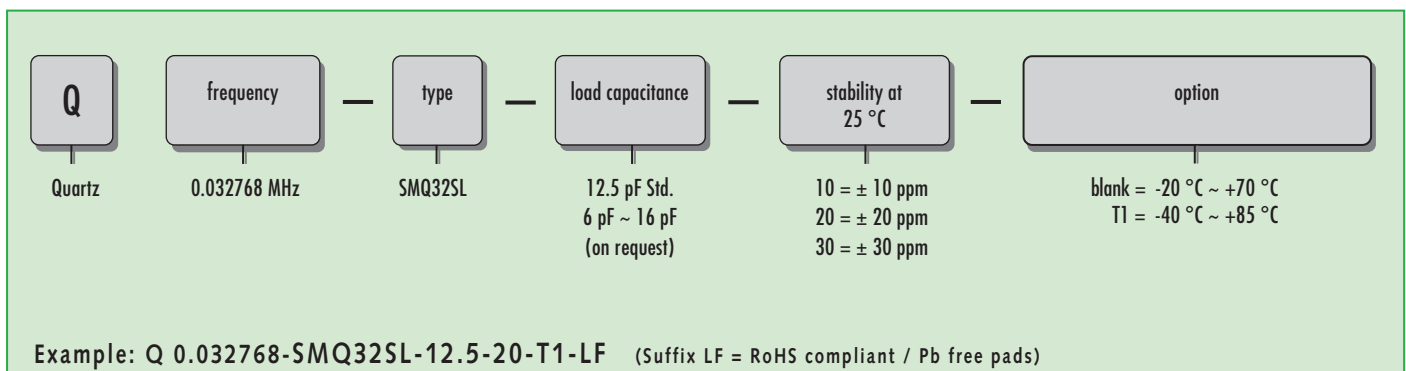 Q
frequency
—
type
—
load capacitance
—
stability at
25 °C
—
option
Quartz
0.032768 MHz
SMQ32SL
12.5 pF Std.
6 pF ~ 16 pF
(on request)
10 = ± 10 ppm
20 = ± 20 ppm
30 = ± 30 ppm
blank = -20 °C ~ +70 °C
T1 = -40 °C ~ +85 °C
Example: Q 0.032768-SMQ32SL-12.5-20-T1-LF (Suffix LF = RoHS compliant / Pb free pads)